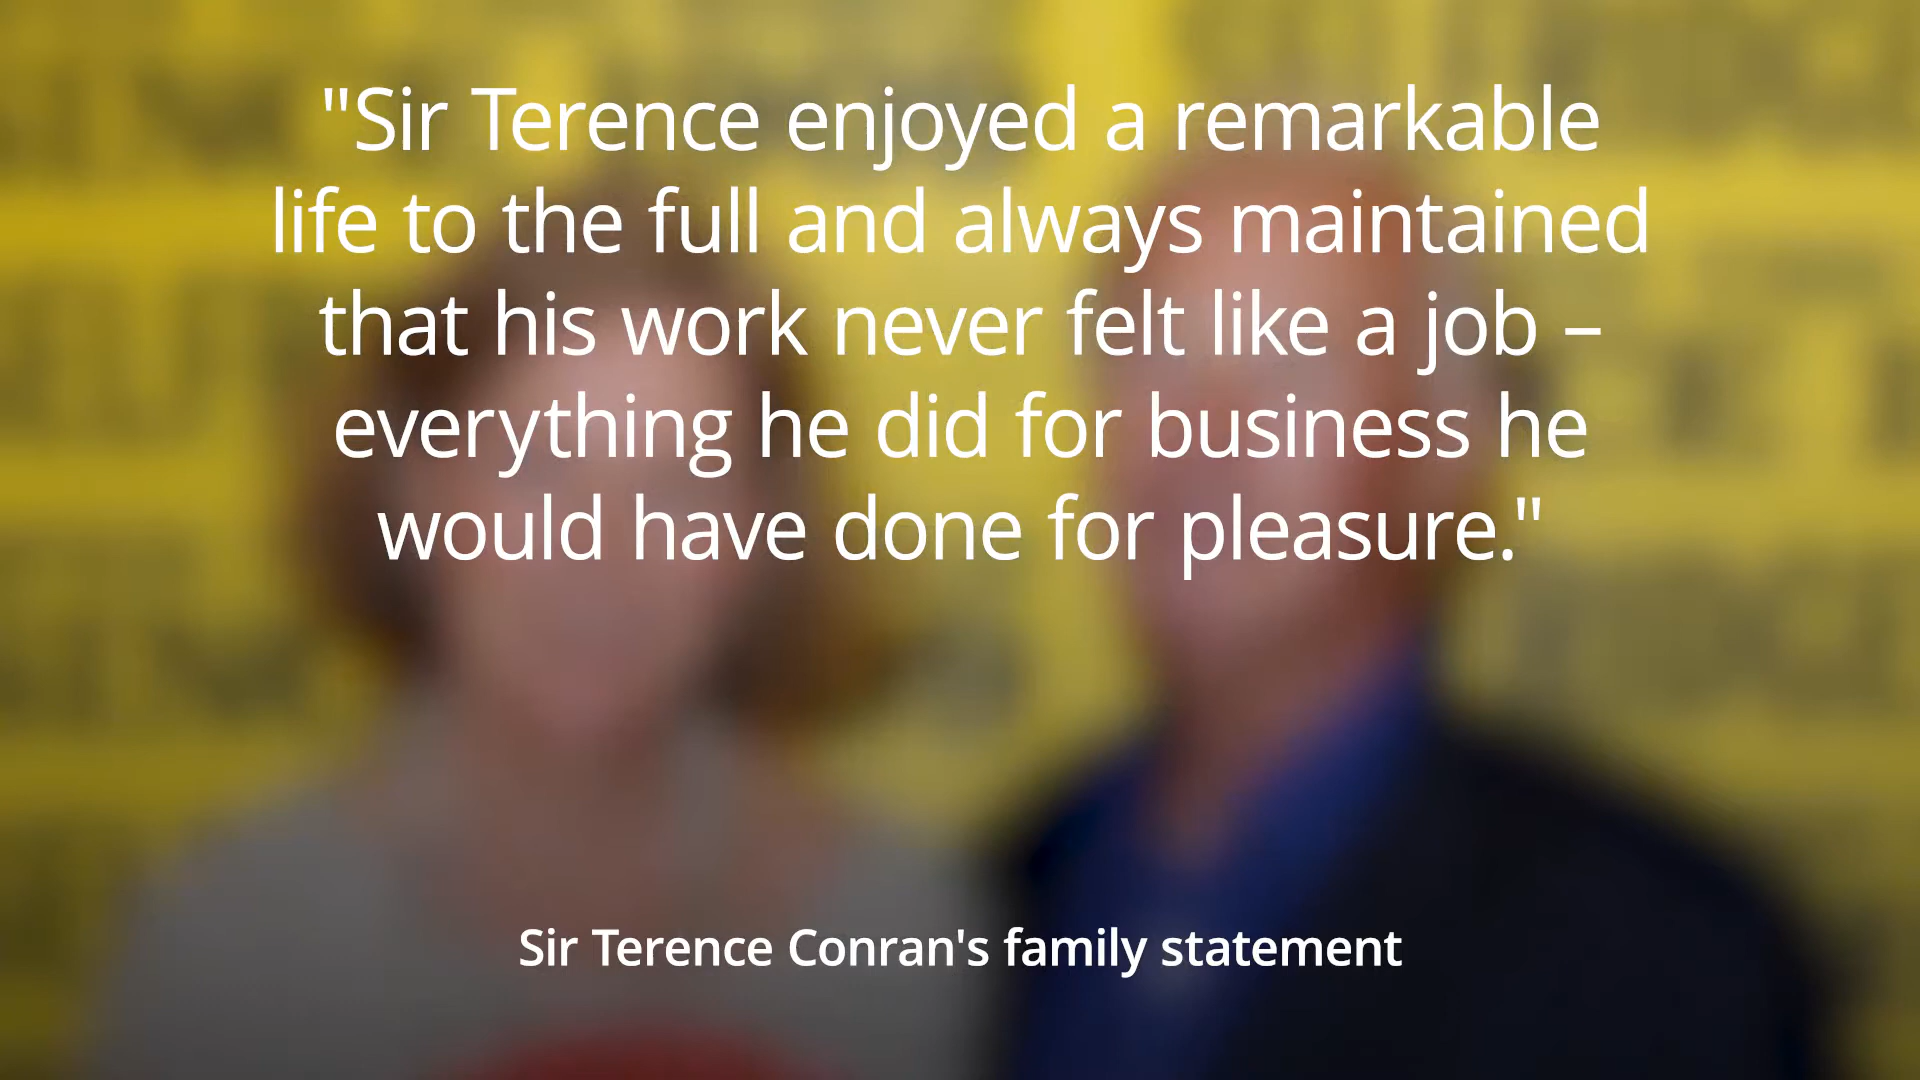 "Sir Terence enjoyed a remarkable
life to the full and always maintained
that his work never felt like a job –
everything he did for business he
would have done for pleasure."
Sir Terence Conran's family statement